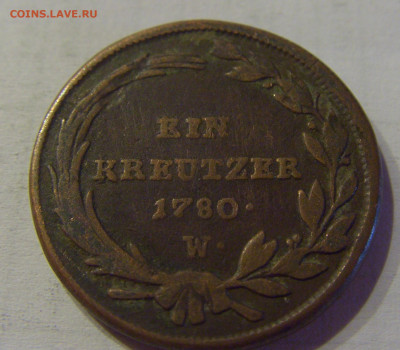 COINS.LAVE.RU
EIN
KREUTZER
1780·
W·